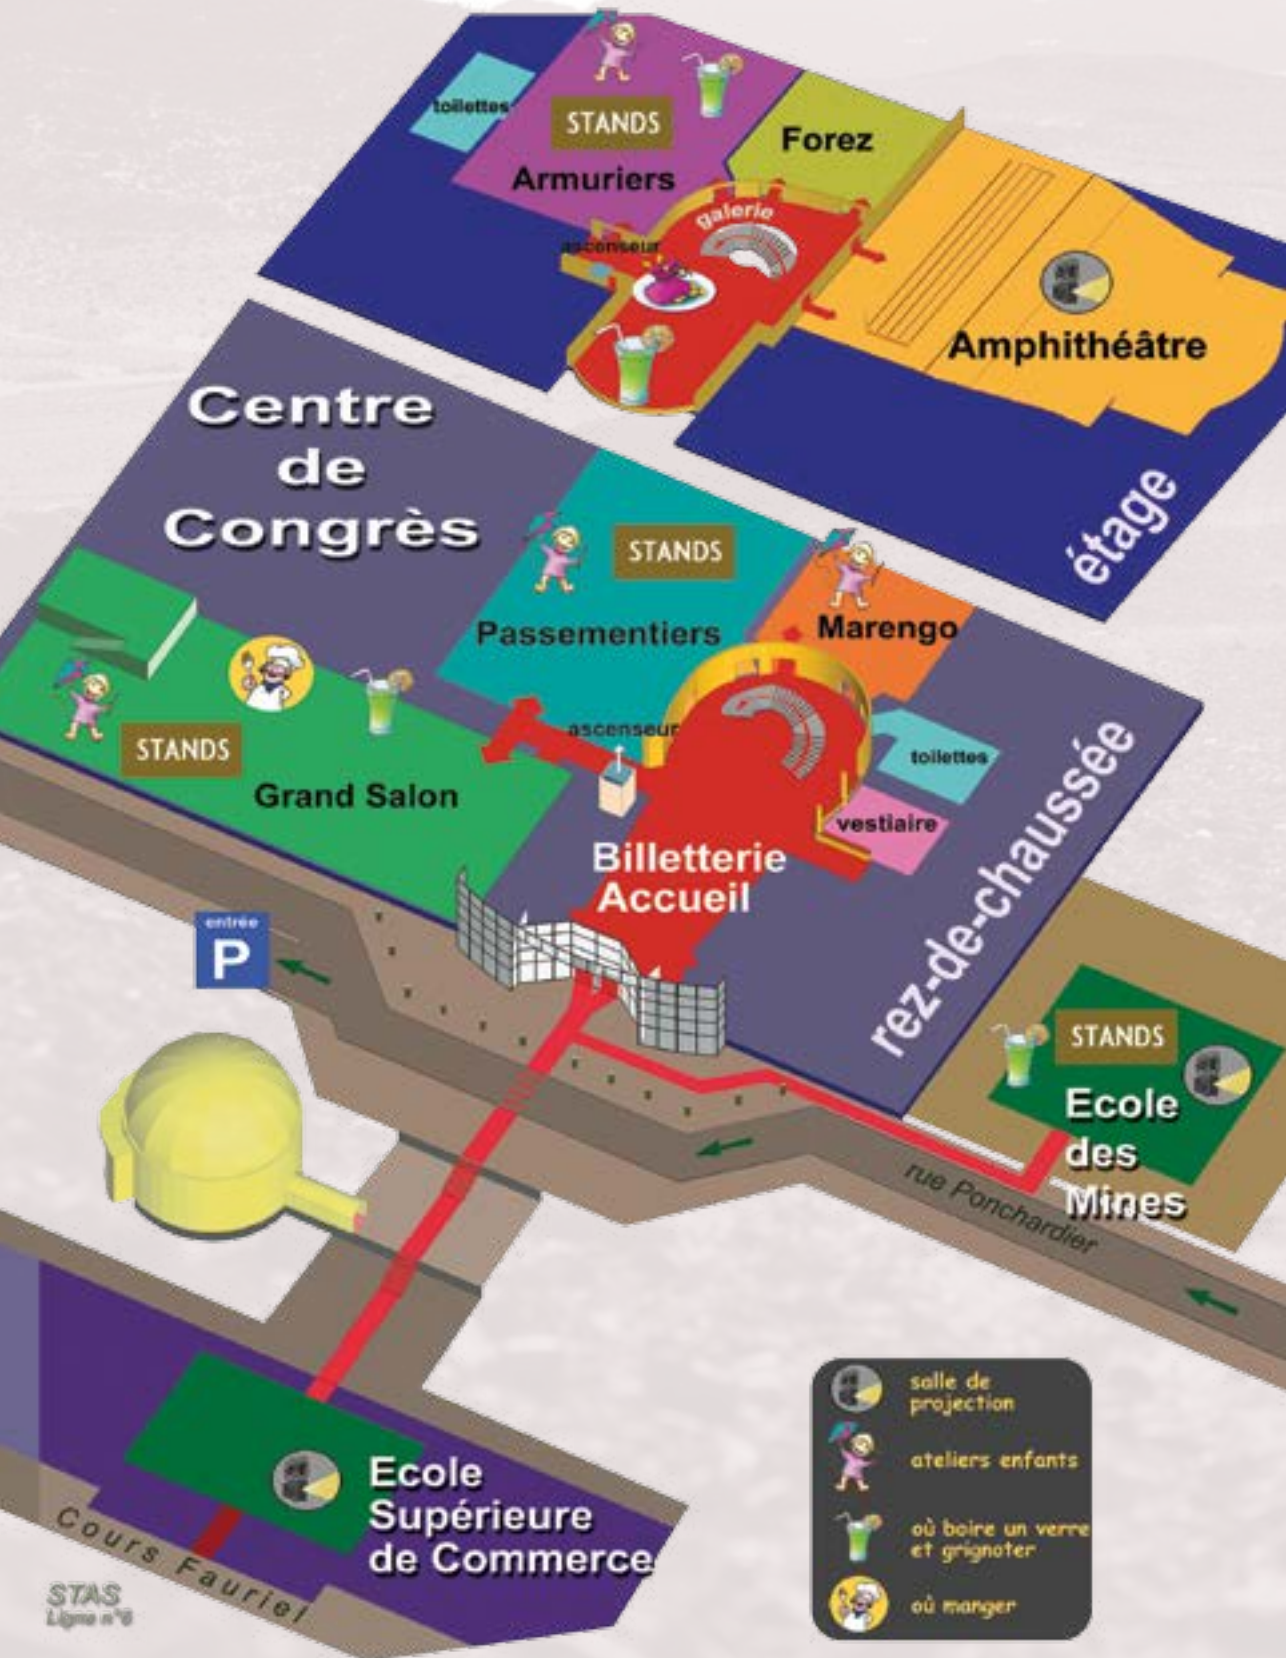 toilettes
STANDS
Armuriers
Forez
galerie
ascenseur
Amphithéâtre
étage
Centre
de
Congrès
STANDS
Passementiers
Marengo
ascenseur
toilettes
vestiaire
STANDS
Grand Salon
Billetterie
Accueil
rez-de-chaussée
entrée
P
STANDS
Ecole
des
Mines
rue Ponchardier
Ecole
Supérieure
de Commerce
Cours Fauriel
STAS
Ligne n°6
salle de
projection
ateliers enfants
où boire un verre
et grignoter
où manger